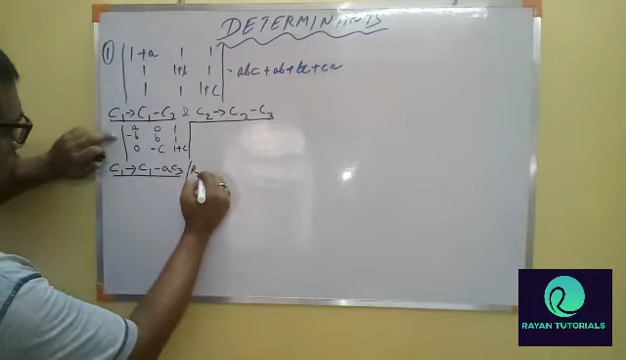 DETERMINANTS
① | 1+a 1 1 |
| 1 1+b 1 | = abc + ab + bc + ca
| 1 1 1+c |
C₁→C₁-C₂ & C₂→C₂-C₃
| a 0 1 |
| -b b 1 |
| 0 -c 1+c |
C₁→C₁-aC₃ / R
RAYAN TUTORIALS